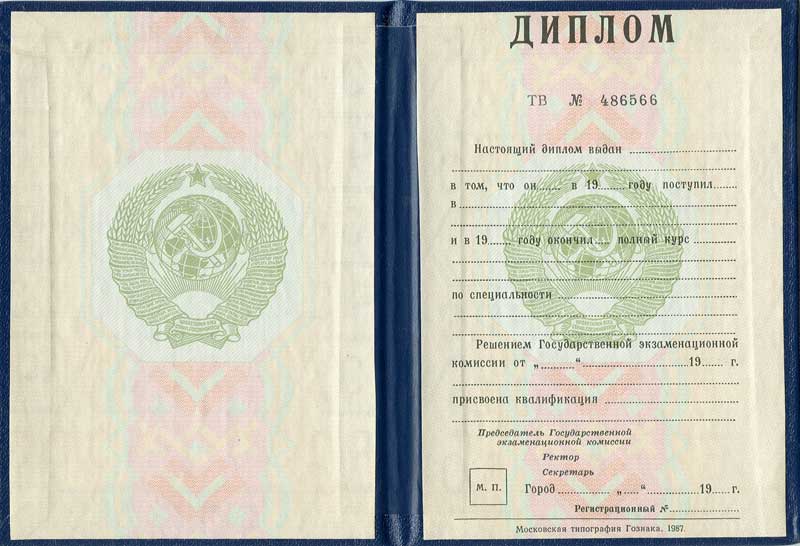 ДИПЛОМ
ТВ № 486566
Настоящий диплом выдан
в том, что он в 19 году поступил
в
и в 19 году окончил полный курс
по специальности
Решением Государственной экзаменационной
комиссии от „ “ 19 г.
присвоена квалификация
Председатель Государственной
экзаменационной комиссии
Ректор
Секретарь
М. П. Город „ “ 19 г.
Регистрационный №
Московская типография Гознака. 1987.